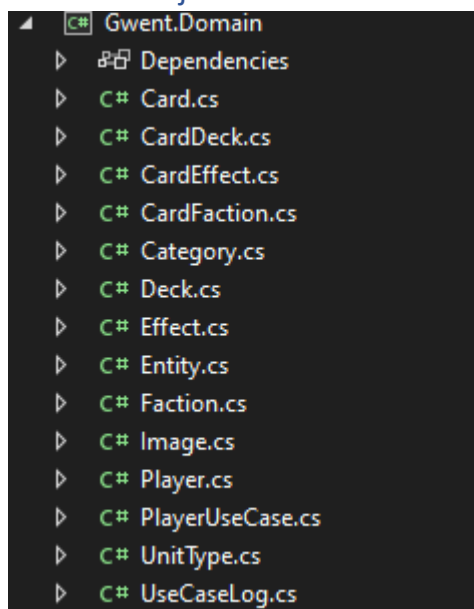 C# Gwent.Domain
Dependencies
C# Card.cs
C# CardDeck.cs
C# CardEffect.cs
C# CardFaction.cs
C# Category.cs
C# Deck.cs
C# Effect.cs
C# Entity.cs
C# Faction.cs
C# Image.cs
C# Player.cs
C# PlayerUseCase.cs
C# UnitType.cs
C# UseCaseLog.cs